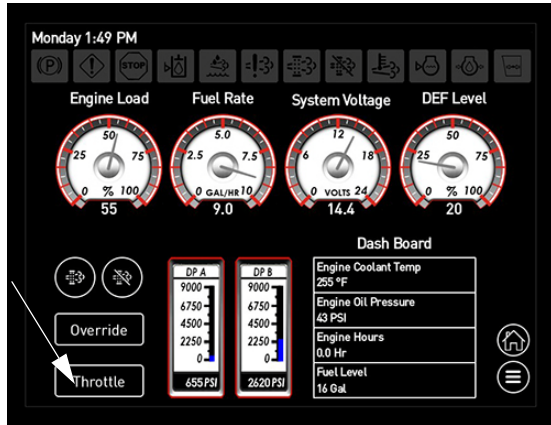 Monday 1:49 PM
(P)
STOP
Engine Load
Fuel Rate
System Voltage
DEF Level
50
25 75
0 % 100
55
5.0
2.5 7.5
0 GAL/HR 10
9.0
12
6 18
0 VOLTS 24
14.4
50
25 75
0 % 100
20
Override
Throttle
DP A
9000
6750
4500
2250
0
655 PSI
DP B
9000
6750
4500
2250
0
2620 PSI
Dash Board
Engine Coolant Temp
255 °F
Engine Oil Pressure
43 PSI
Engine Hours
0.0 Hr
Fuel Level
16 Gal